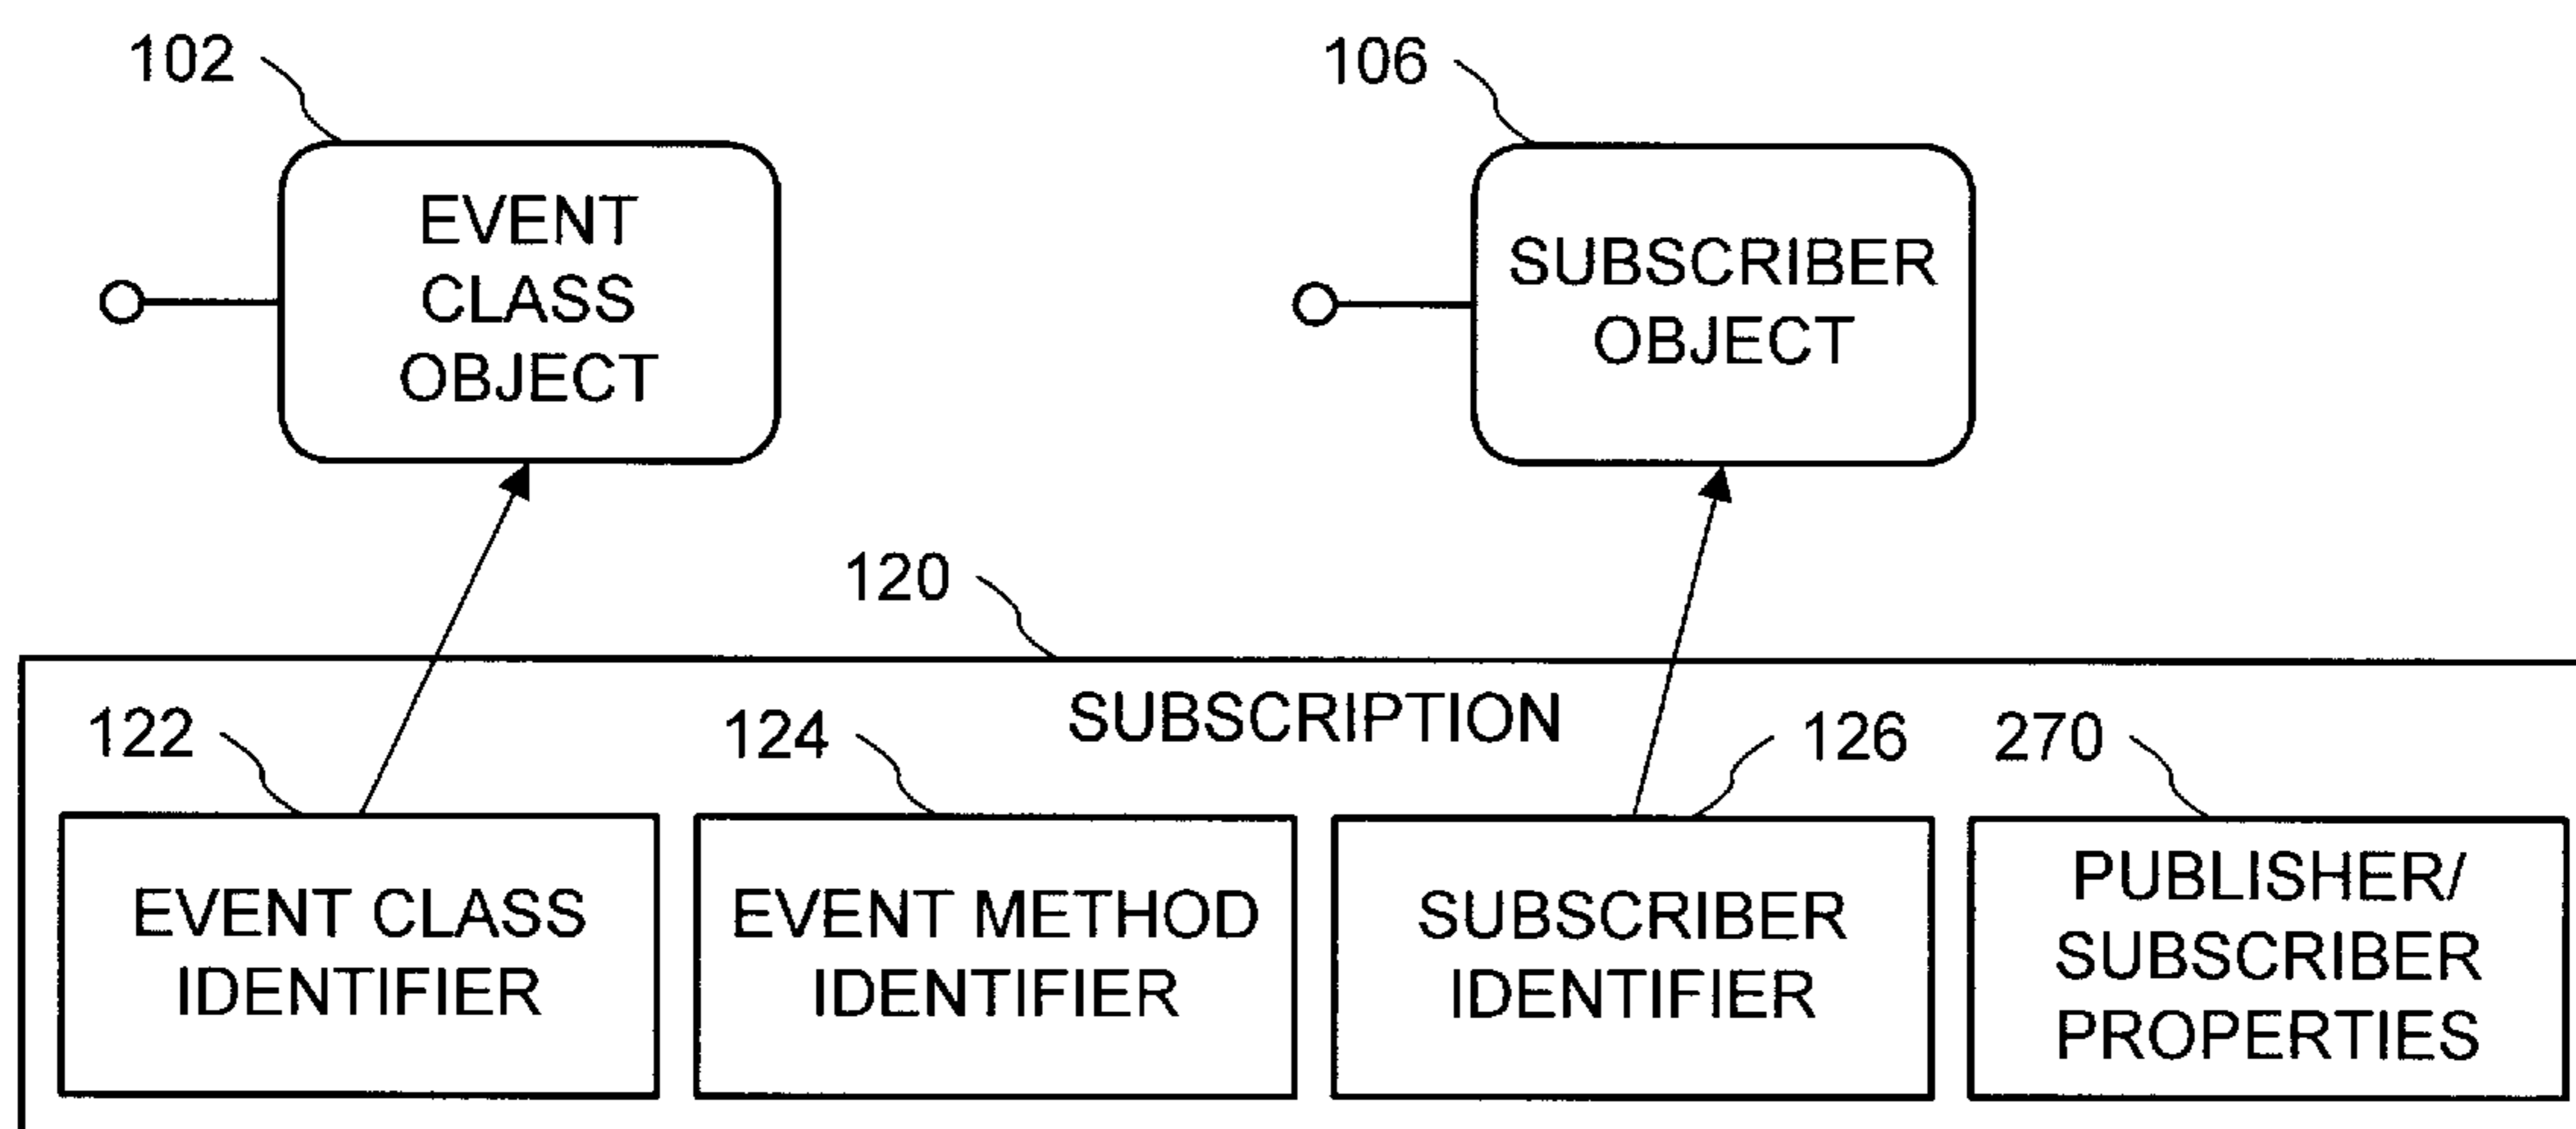 102
106
EVENT
CLASS
OBJECT
SUBSCRIBER
OBJECT
120
SUBSCRIPTION
122
124
126
270
EVENT CLASS
IDENTIFIER
EVENT METHOD
IDENTIFIER
SUBSCRIBER
IDENTIFIER
PUBLISHER/
SUBSCRIBER
PROPERTIES